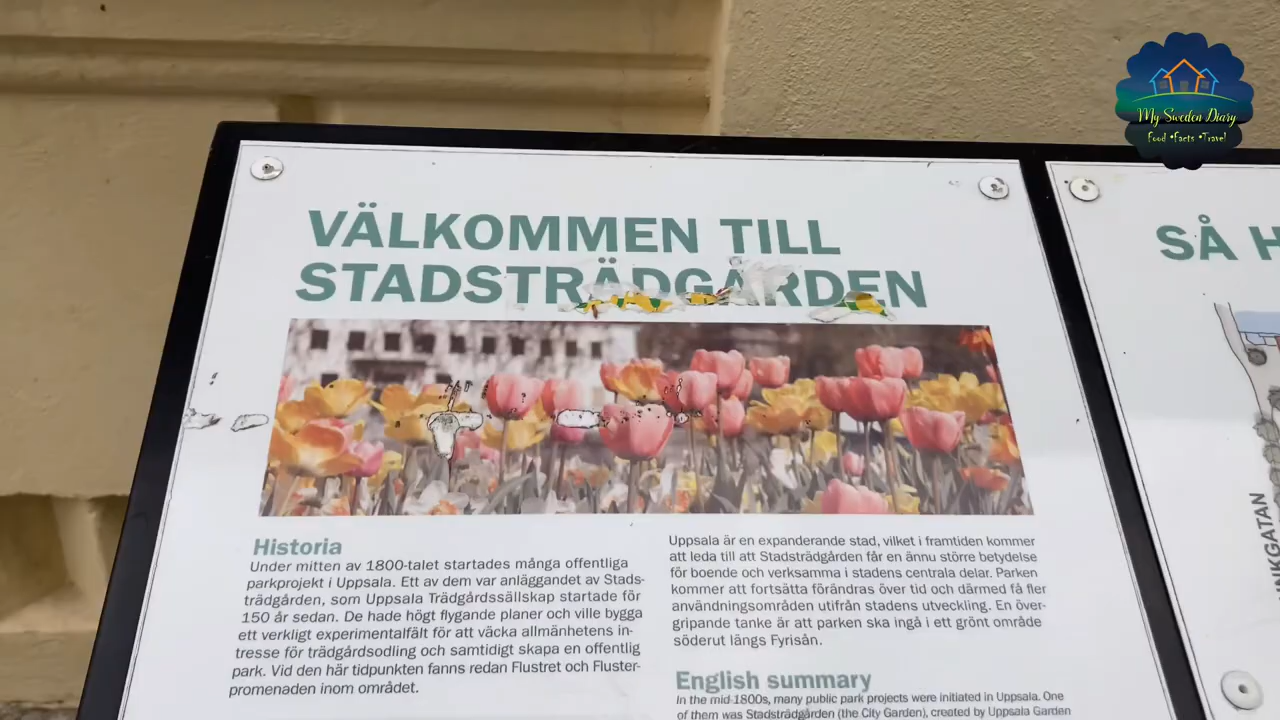 My Sweden Diary
Food • Facts • Travel
VÄLKOMMEN TILL
STADSTRÄDGÅRDEN
Historia
Under mitten av 1800-talet startades många offentliga
parkprojekt i Uppsala. Ett av dem var anläggandet av Stads-
trädgården, som Uppsala Trädgårdssällskap startade för
150 år sedan. De hade högt flygande planer och ville bygga
ett verkligt experimentalfält för att väcka allmänhetens in-
tresse för trädgårdsodling och samtidigt skapa en offentlig
park. Vid den här tidpunkten fanns redan Flustret och Fluster-
promenaden inom området.
Uppsala är en expanderande stad, vilket i framtiden kommer
att leda till att Stadsträdgården får en ännu större betydelse
för boende och verksamma i stadens centrala delar. Parken
kommer att fortsätta förändras över tid och därmed få fler
användningsområden utifrån stadens utveckling. En över-
gripande tanke är att parken ska ingå i ett grönt område
söderut längs Fyrisån.
English summary
In the mid-1800s, many public park projects were initiated in Uppsala. One
of them was Stadsträdgården (the City Garden), created by Uppsala Garden
SÅ H